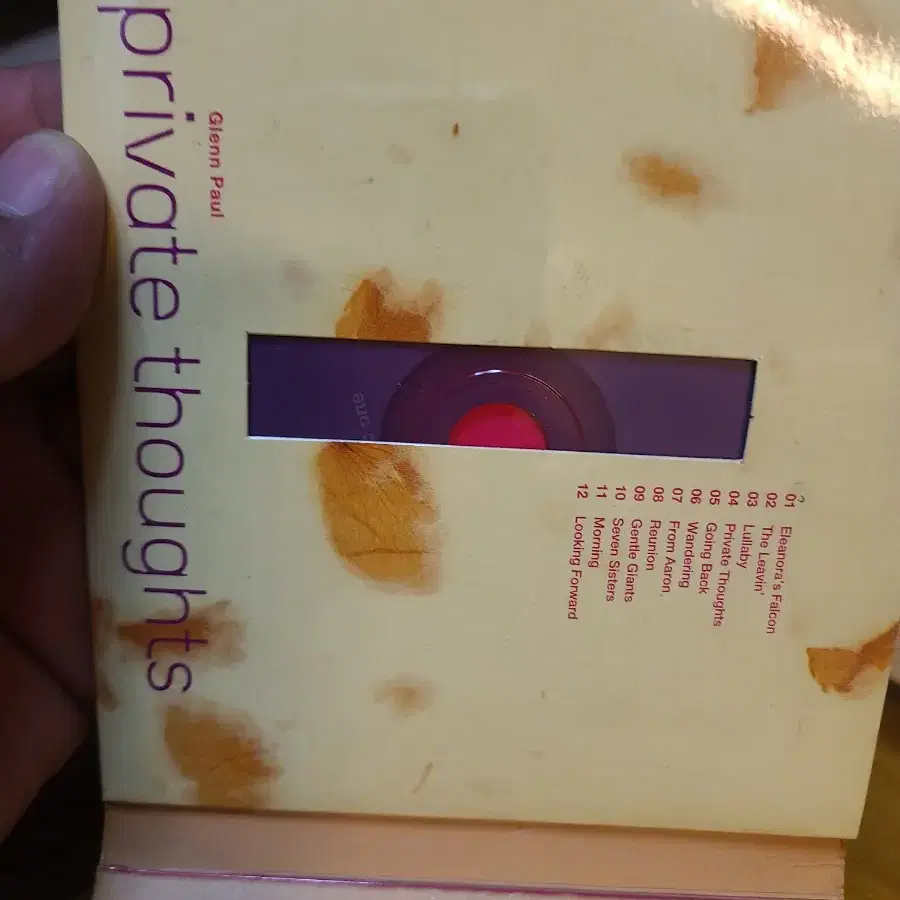 private thoughts
Glenn Paul
one
01 Eleanora's Falcon
02 The Leavin'
03 Lullaby
04 Private Thoughts
05 Going Back
06 Wandering
07 From Aaron
08 Reunion
09 Gentle Giants
10 Seven Sisters
11 Morning
12 Looking Forward